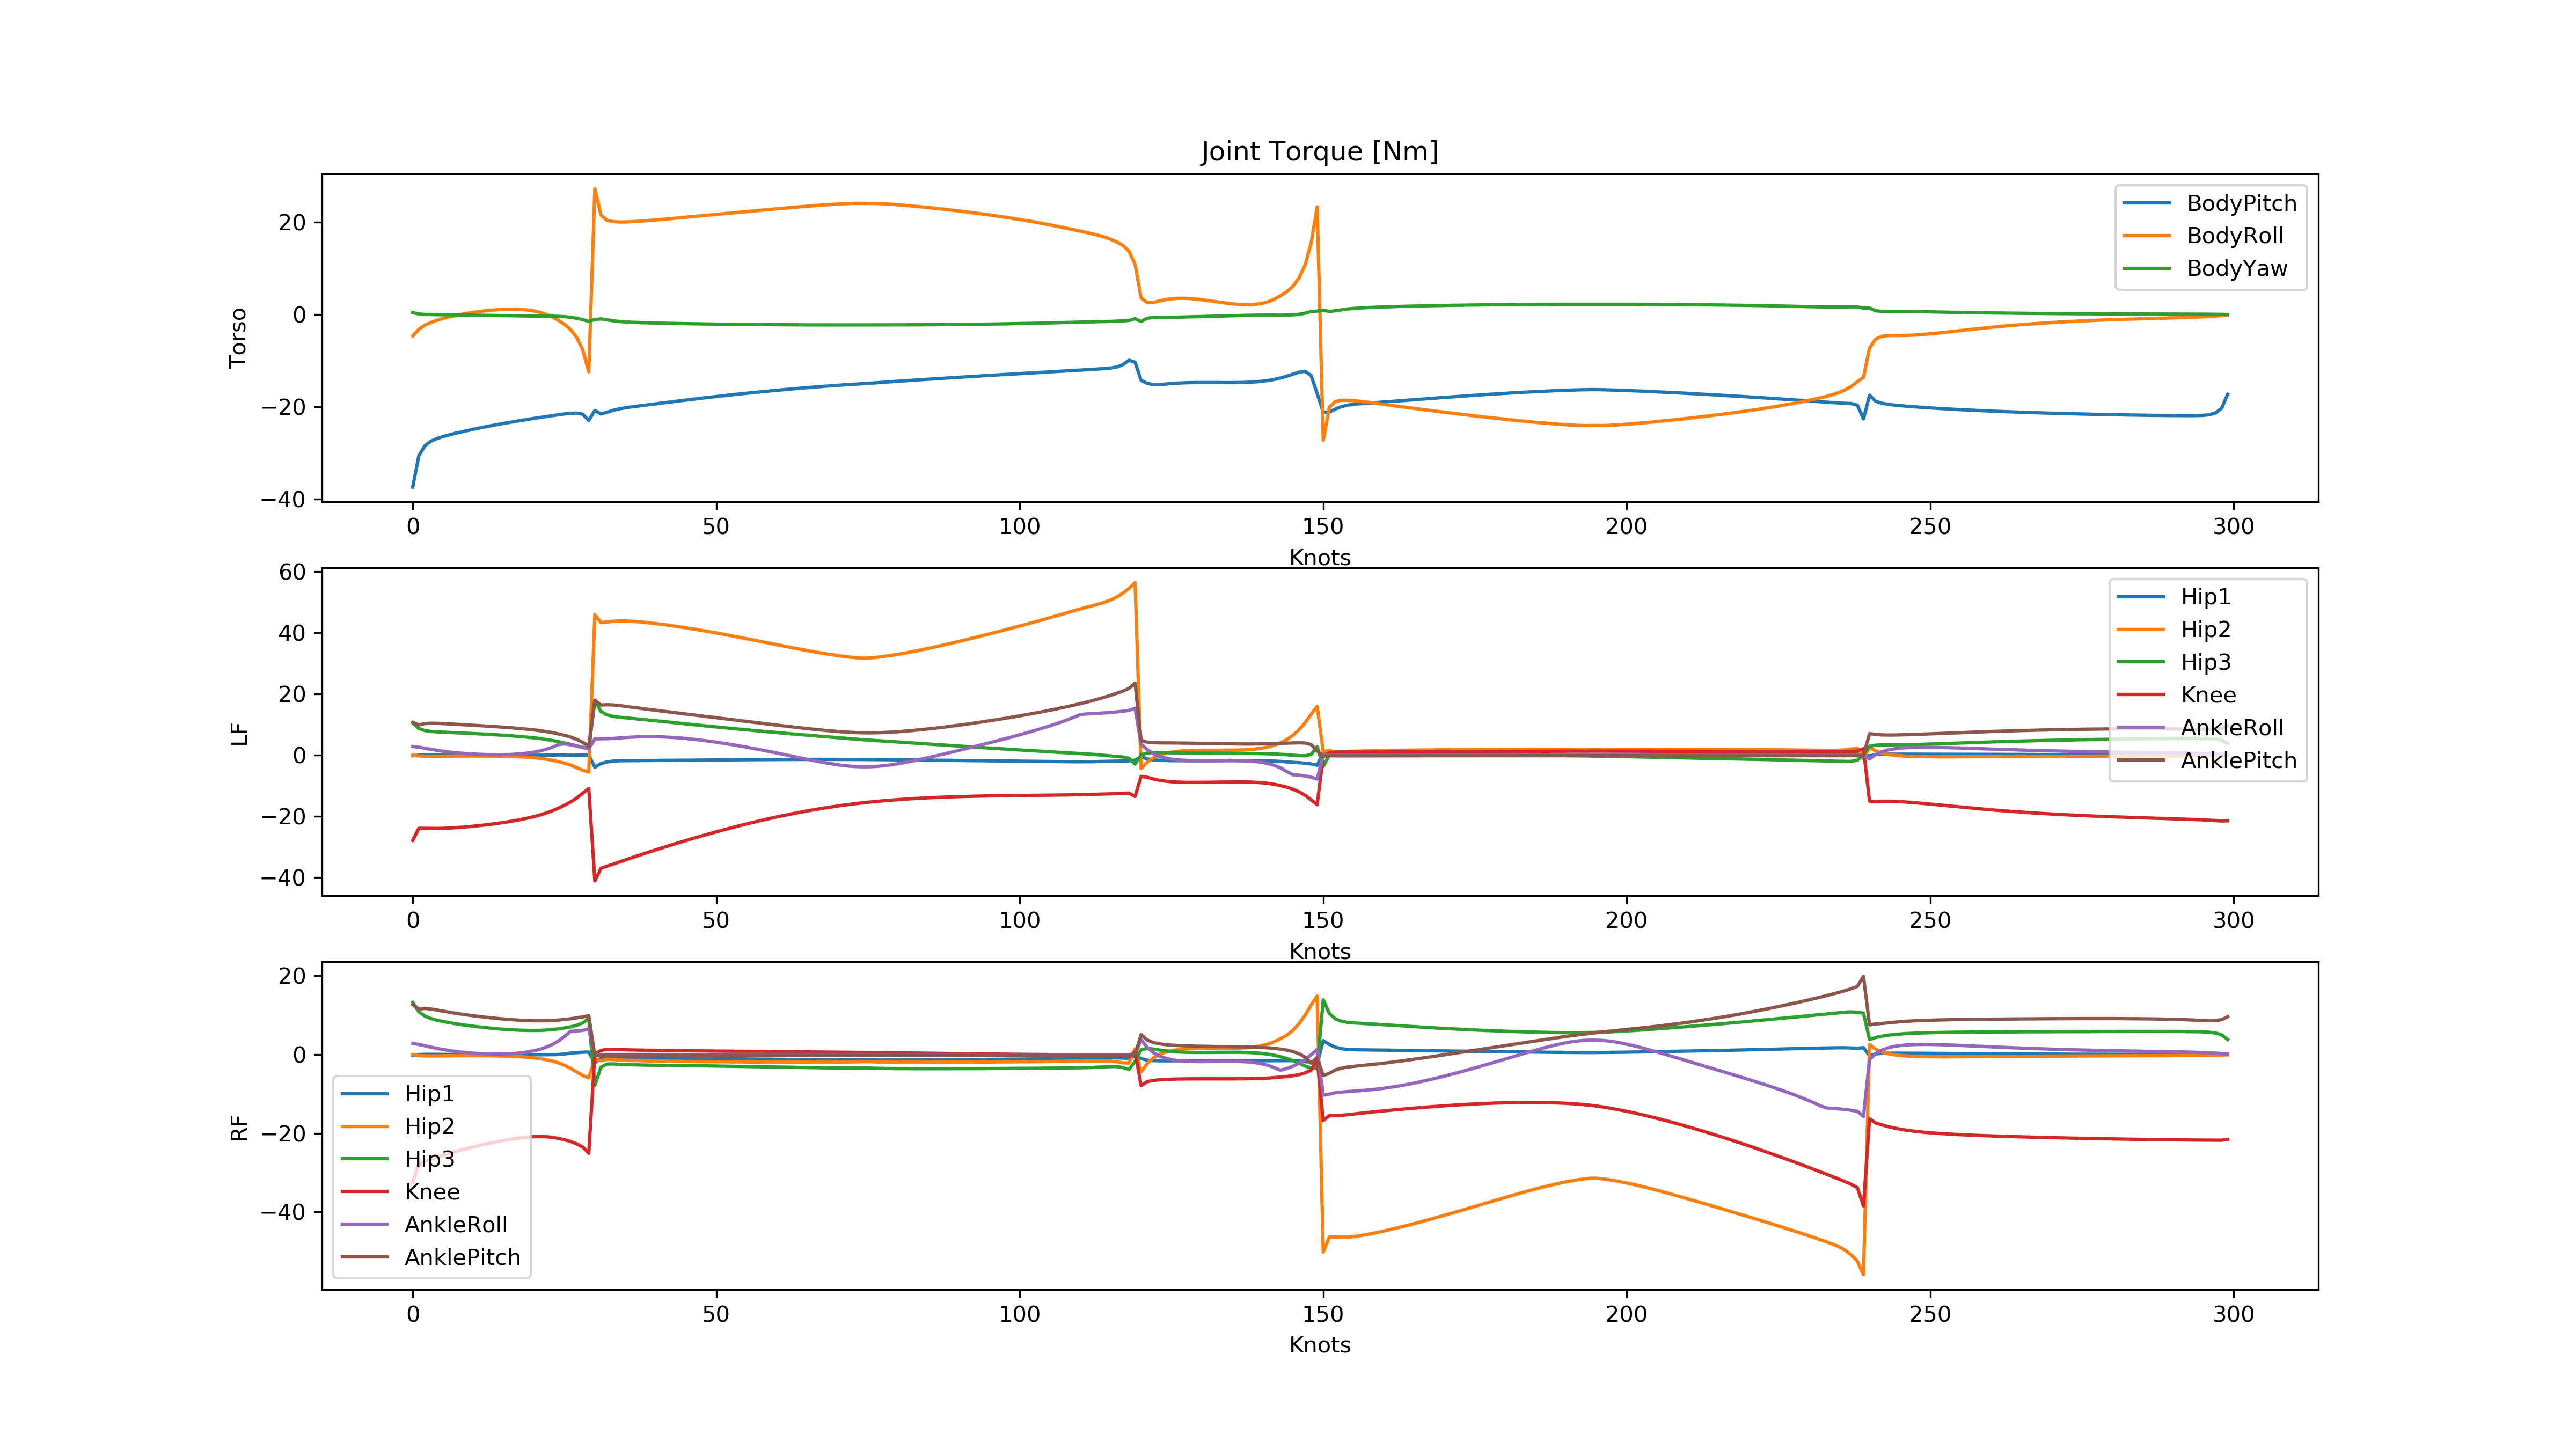 Joint Torque [Nm]
Torso
20
0
−20
−40
BodyPitch
BodyRoll
BodyYaw
0 50 100 150 200 250 300
Knots
LF
60
40
20
0
−20
−40
Hip1
Hip2
Hip3
Knee
AnkleRoll
AnklePitch
0 50 100 150 200 250 300
Knots
RF
20
0
−20
−40
Hip1
Hip2
Hip3
Knee
AnkleRoll
AnklePitch
0 50 100 150 200 250 300
Knots